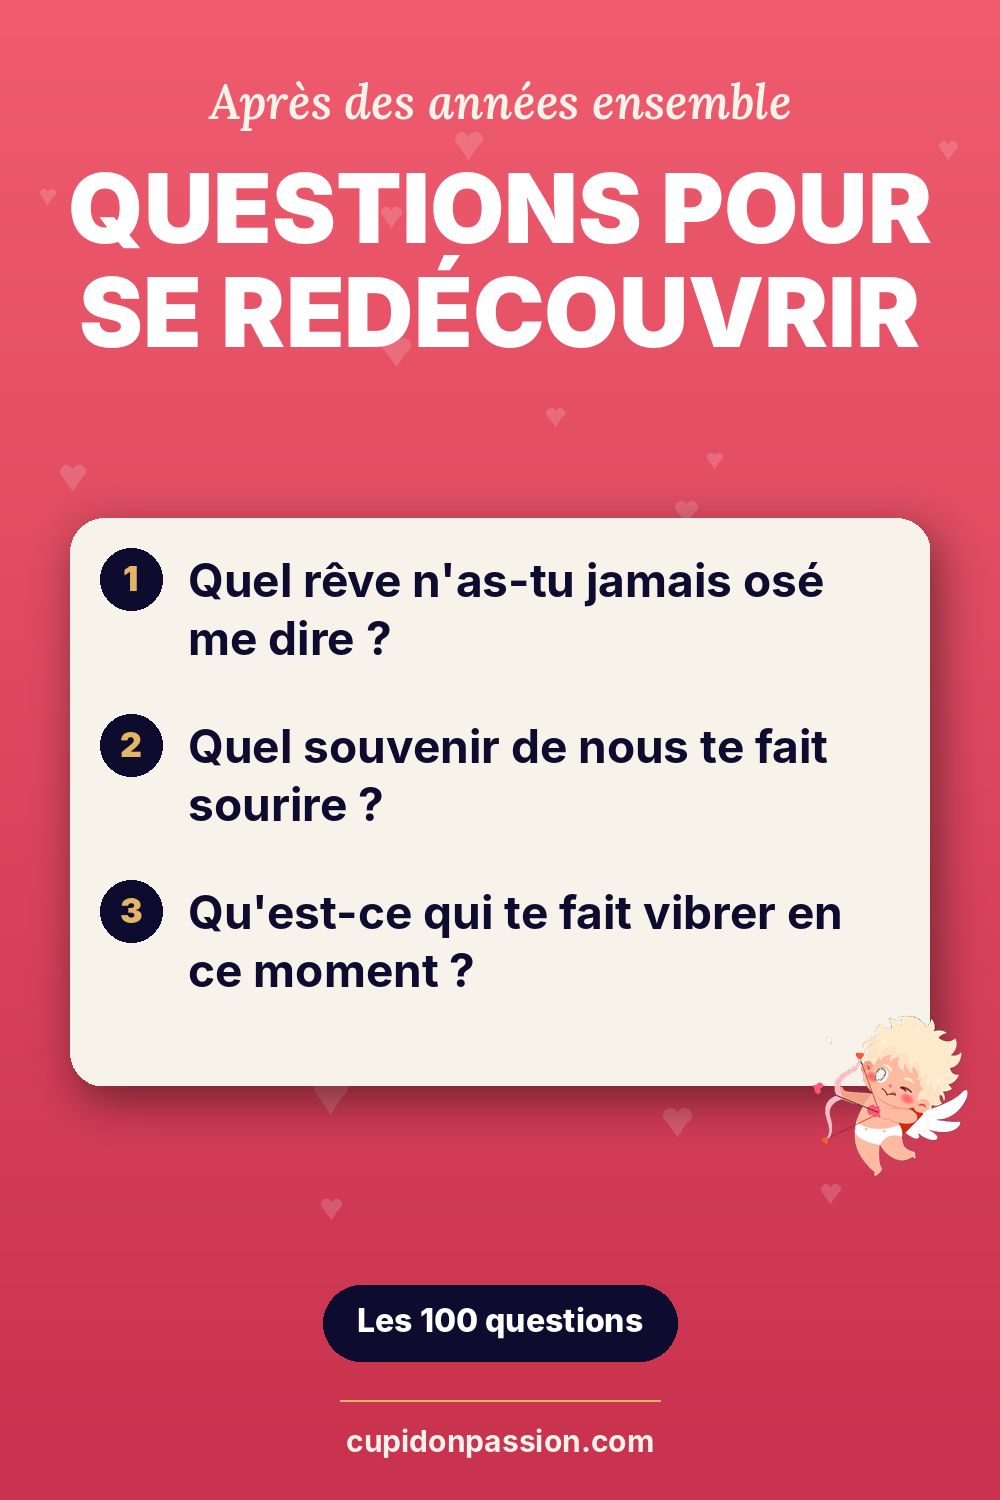 Après des années ensemble
QUESTIONS POUR
SE REDÉCOUVRIR
1 Quel rêve n'as-tu jamais osé
me dire ?
2 Quel souvenir de nous te fait
sourire ?
3 Qu'est-ce qui te fait vibrer en
ce moment ?
Les 100 questions
cupidonpassion.com